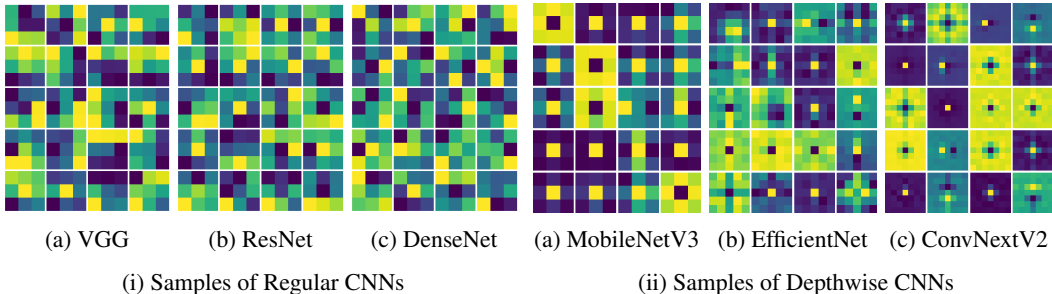 (a) VGG (b) ResNet (c) DenseNet (a) MobileNetV3 (b) EfficientNet (c) ConvNextV2
(i) Samples of Regular CNNs (ii) Samples of Depthwise CNNs